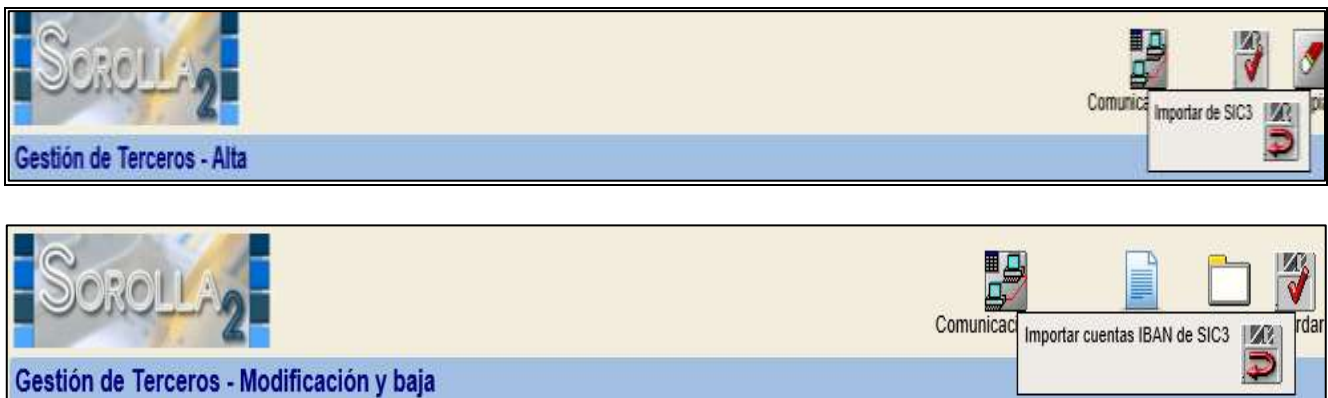 SOROLLA2
Comunica
Importar de SIC3
Gestión de Terceros - Alta
SOROLLA2
Comunicac
Importar cuentas IBAN de SIC3
rdar
Gestión de Terceros - Modificación y baja